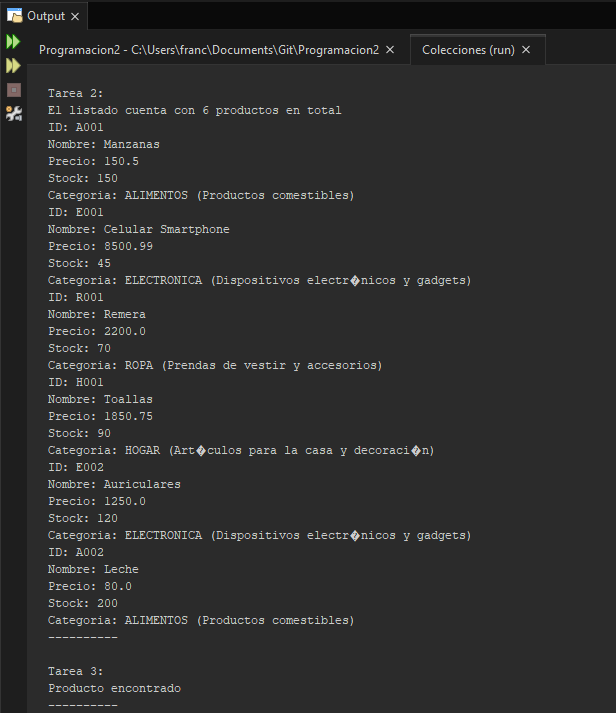 Output
Programacion2 - C:\Users\franc\Documents\Git\Programacion2
Colecciones (run)
Tarea 2:
El listado cuenta con 6 productos en total
ID: A001
Nombre: Manzanas
Precio: 150.5
Stock: 150
Categoria: ALIMENTOS (Productos comestibles)
ID: E001
Nombre: Celular Smartphone
Precio: 8500.99
Stock: 45
Categoria: ELECTRONICA (Dispositivos electr�nicos y gadgets)
ID: R001
Nombre: Remera
Precio: 2200.0
Stock: 70
Categoria: ROPA (Prendas de vestir y accesorios)
ID: H001
Nombre: Toallas
Precio: 1850.75
Stock: 90
Categoria: HOGAR (Art�culos para la casa y decoraci�n)
ID: E002
Nombre: Auriculares
Precio: 1250.0
Stock: 120
Categoria: ELECTRONICA (Dispositivos electr�nicos y gadgets)
ID: A002
Nombre: Leche
Precio: 80.0
Stock: 200
Categoria: ALIMENTOS (Productos comestibles)
----------
Tarea 3:
Producto encontrado
----------